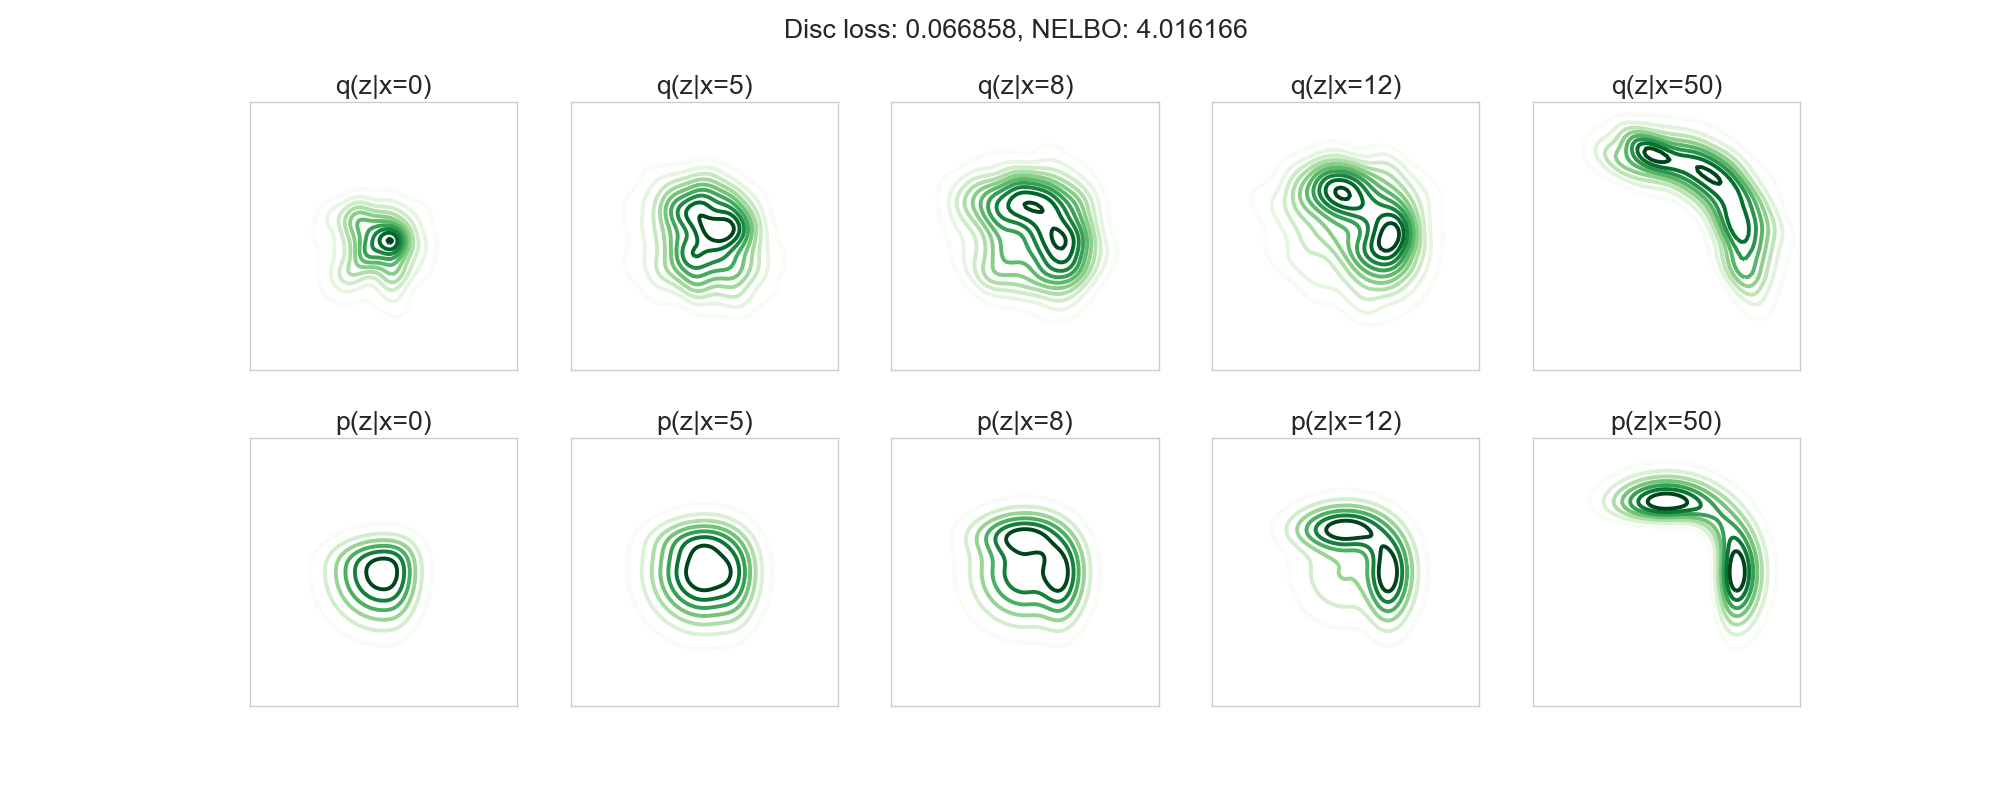 Disc loss: 0.066858, NELBO: 4.016166
q(z|x=0) q(z|x=5) q(z|x=8) q(z|x=12) q(z|x=50)
p(z|x=0) p(z|x=5) p(z|x=8) p(z|x=12) p(z|x=50)